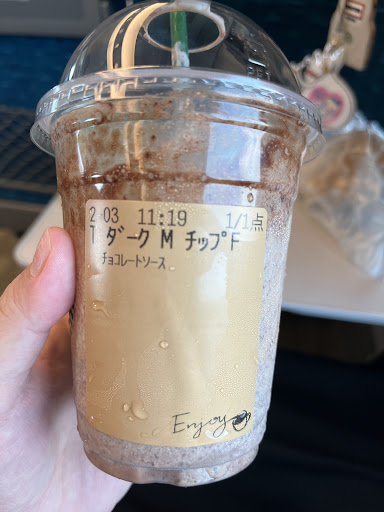 2-03 11:19 1/1点
T ﾀﾞｰｸ M ﾁｯﾌﾟF
ﾁｮｺﾚｰﾄｿｰｽ
Enjoy